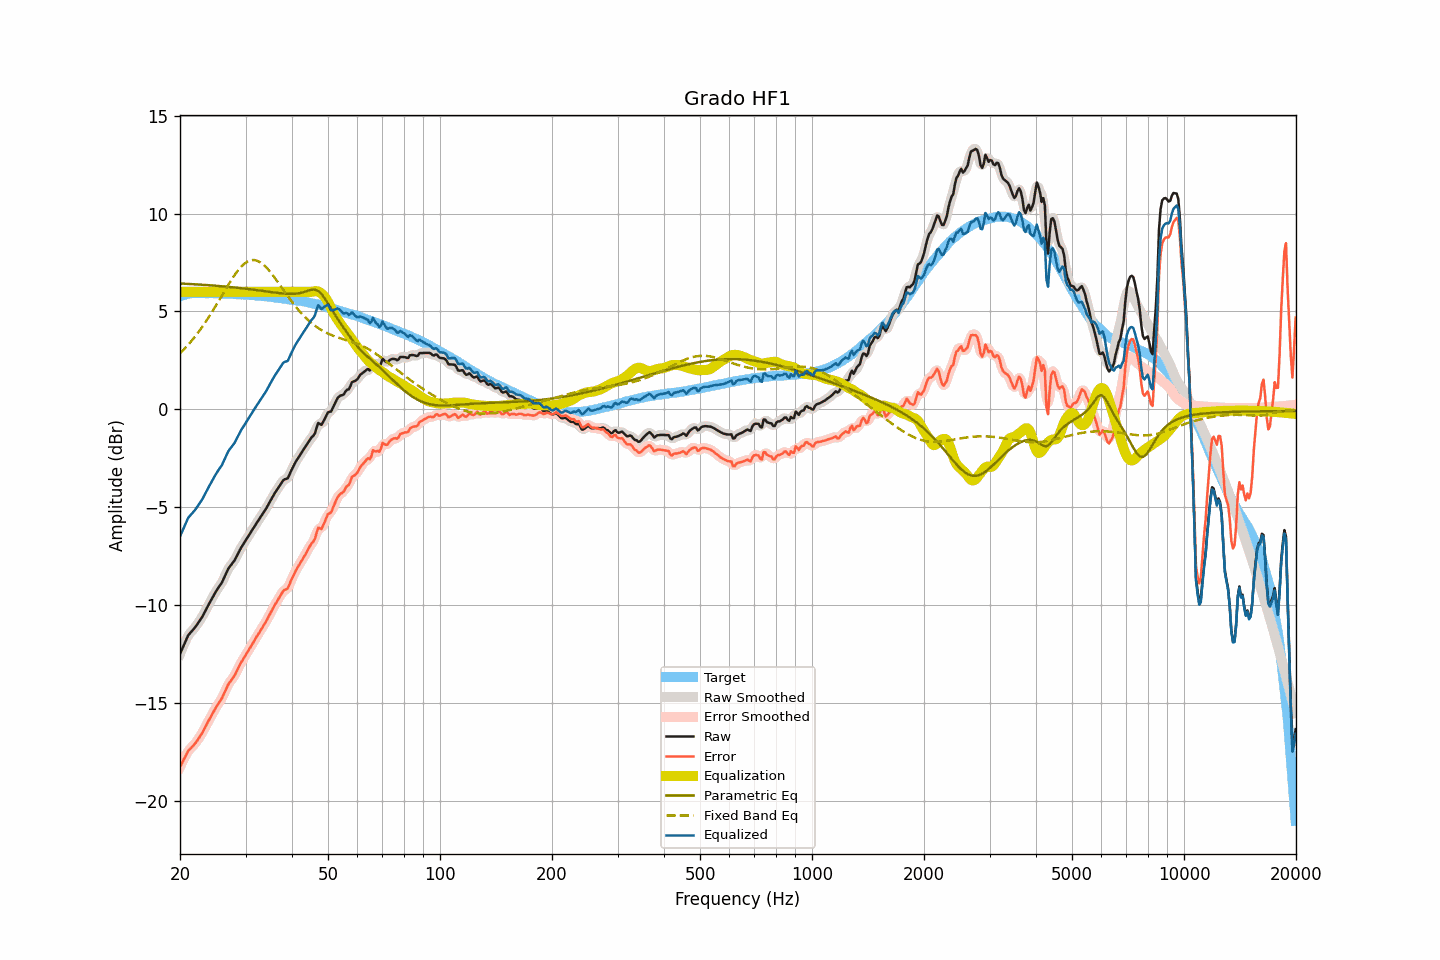 Grado HF1
15
10
5
0
−5
−10
−15
−20
Amplitude (dBr)
Target
Raw Smoothed
Error Smoothed
Raw
Error
Equalization
Parametric Eq
Fixed Band Eq
Equalized
20 50 100 200 500 1000 2000 5000 10000 20000
Frequency (Hz)